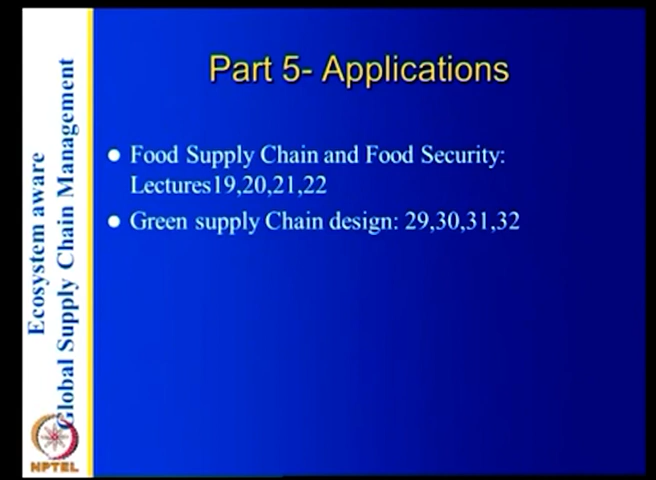 Part 5- Applications
Food Supply Chain and Food Security:
Lectures19,20,21,22
Green supply Chain design: 29,30,31,32
Ecosystem aware
Global Supply Chain Management
NPTEL